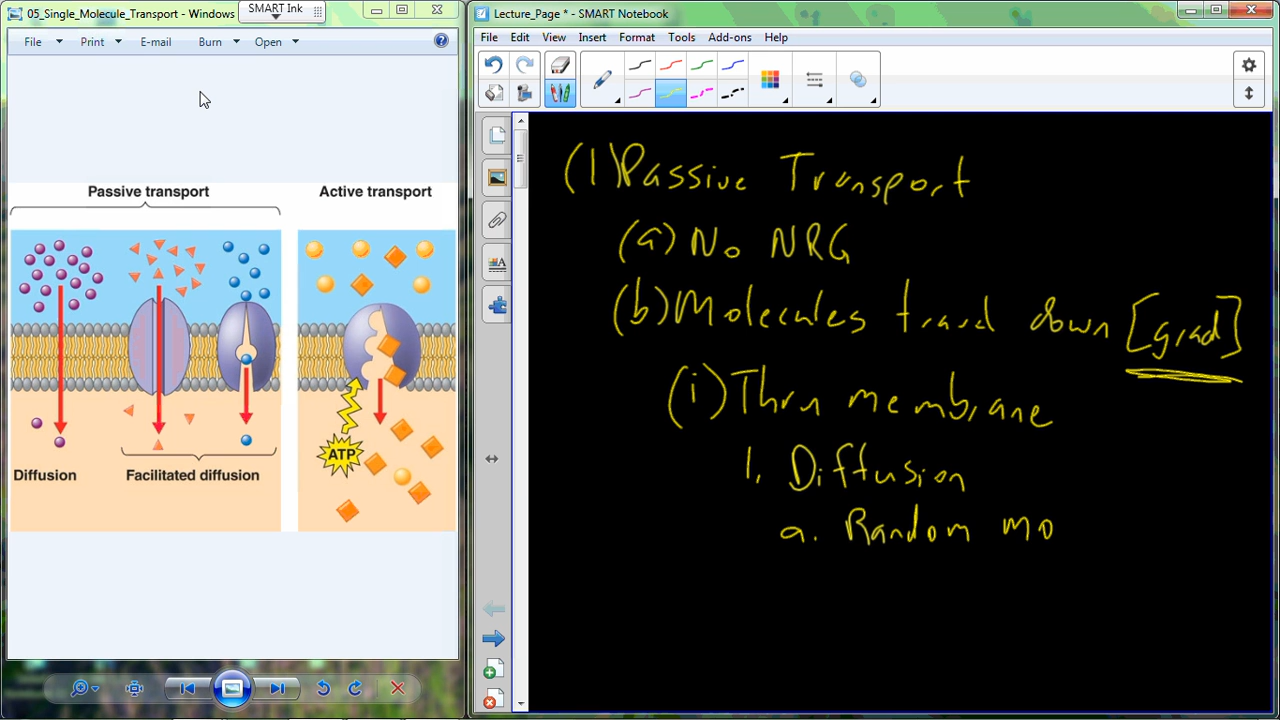 05_Single_Molecule_Transport - Windows
SMART Ink
File Print E-mail Burn Open
Passive transport
Active transport
ATP
Diffusion
Facilitated diffusion
Lecture_Page * - SMART Notebook
File Edit View Insert Format Tools Add-ons Help
(1) Passive Transport
(a) No NRG
(b) Molecules travel down [grad]
(i) Thru membrane
1. Diffusion
a. Random mo